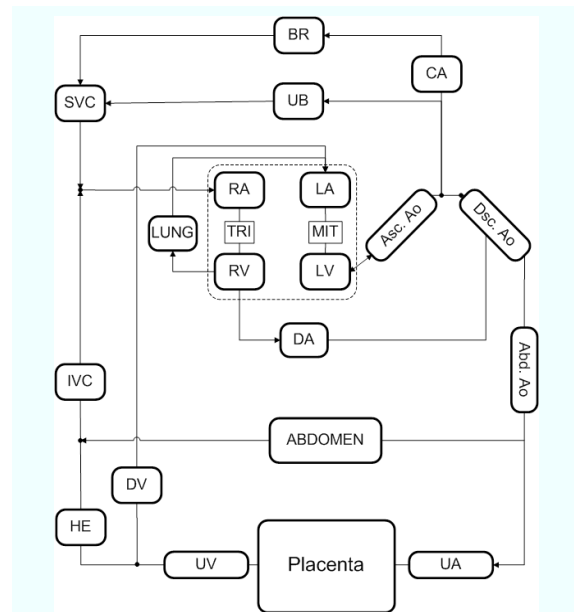 BR
CA
SVC
UB
RA
LA
Asc. Ao
Dsc. Ao
LUNG
TRI
MIT
RV
LV
DA
Abd. Ao
IVC
ABDOMEN
DV
HE
UV
Placenta
UA